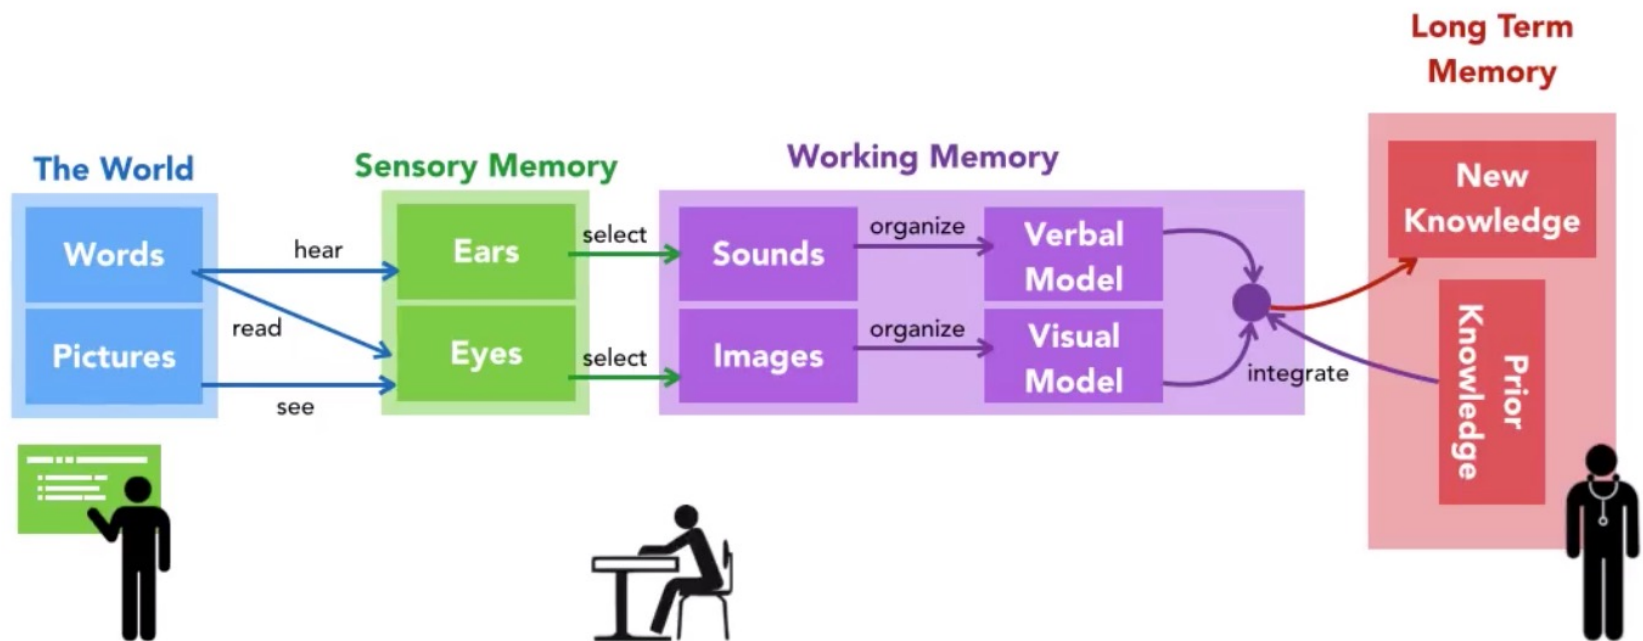 Long Term
Memory
The World
Sensory Memory
Working Memory
Words
Pictures
hear
read
see
Ears
Eyes
select
select
Sounds
Images
organize
organize
Verbal
Model
Visual
Model
integrate
New
Knowledge
Prior
Knowledge